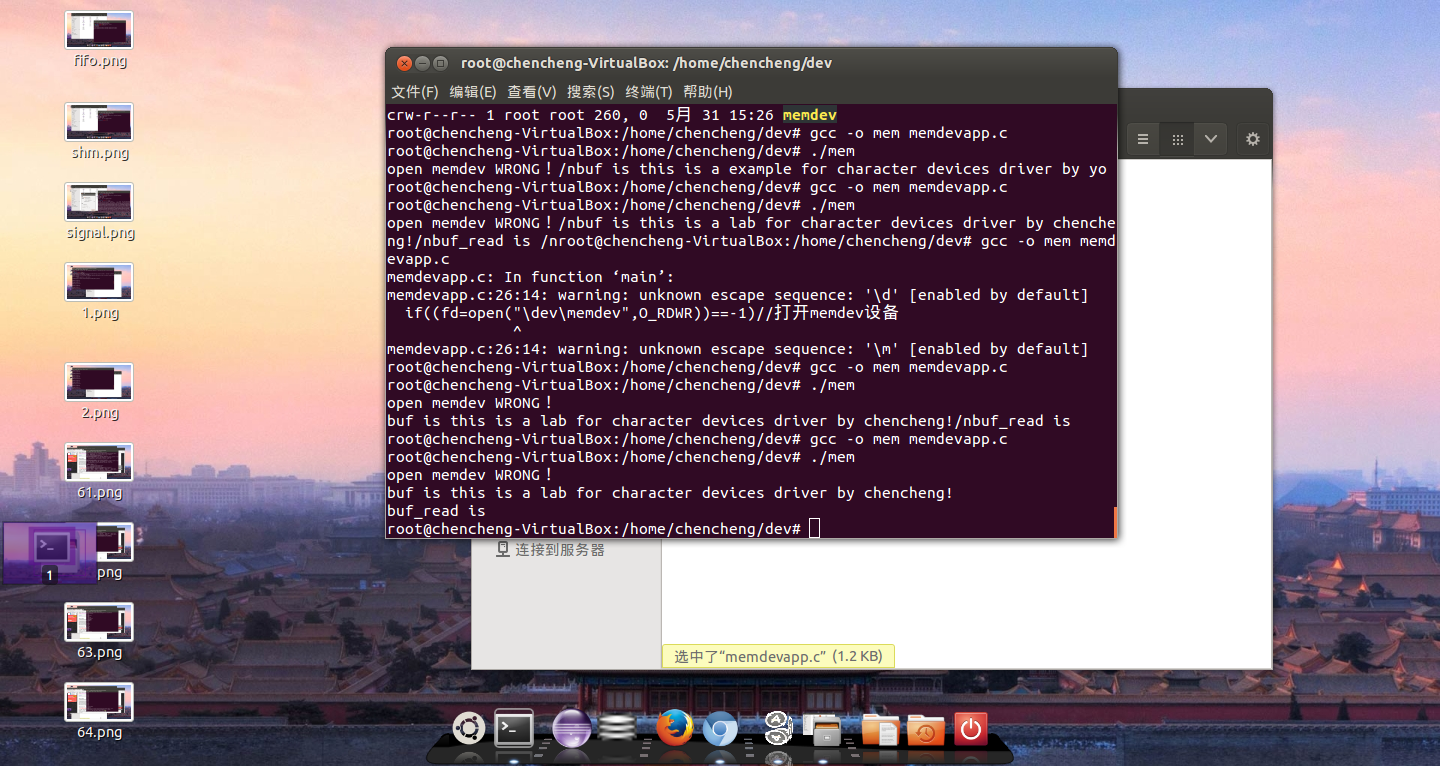 fifo.png
shm.png
signal.png
1.png
2.png
61.png
png
63.png
64.png
1
root@chencheng-VirtualBox: /home/chencheng/dev
文件(F) 编辑(E) 查看(V) 搜索(S) 终端(T) 帮助(H)
crw-r--r-- 1 root root 260, 0  5月 31 15:26 memdev
root@chencheng-VirtualBox:/home/chencheng/dev# gcc -o mem memdevapp.c
root@chencheng-VirtualBox:/home/chencheng/dev# ./mem
open memdev WRONG！/nbuf is this is a example for character devices driver by yo
root@chencheng-VirtualBox:/home/chencheng/dev# gcc -o mem memdevapp.c
root@chencheng-VirtualBox:/home/chencheng/dev# ./mem
open memdev WRONG！/nbuf is this is a lab for character devices driver by chenche
ng!/nbuf_read is /nroot@chencheng-VirtualBox:/home/chencheng/dev# gcc -o mem memd
evapp.c
memdevapp.c: In function ‘main’:
memdevapp.c:26:14: warning: unknown escape sequence: '\d' [enabled by default]
  if((fd=open("\dev\memdev",O_RDWR))==-1)//打开memdev设备
              ^
memdevapp.c:26:14: warning: unknown escape sequence: '\m' [enabled by default]
root@chencheng-VirtualBox:/home/chencheng/dev# gcc -o mem memdevapp.c
root@chencheng-VirtualBox:/home/chencheng/dev# ./mem
open memdev WRONG！
buf is this is a lab for character devices driver by chencheng!/nbuf_read is
root@chencheng-VirtualBox:/home/chencheng/dev# gcc -o mem memdevapp.c
root@chencheng-VirtualBox:/home/chencheng/dev# ./mem
open memdev WRONG！
buf is this is a lab for character devices driver by chencheng!
buf_read is
root@chencheng-VirtualBox:/home/chencheng/dev#
连接到服务器
选中了“memdevapp.c” (1.2 KB)